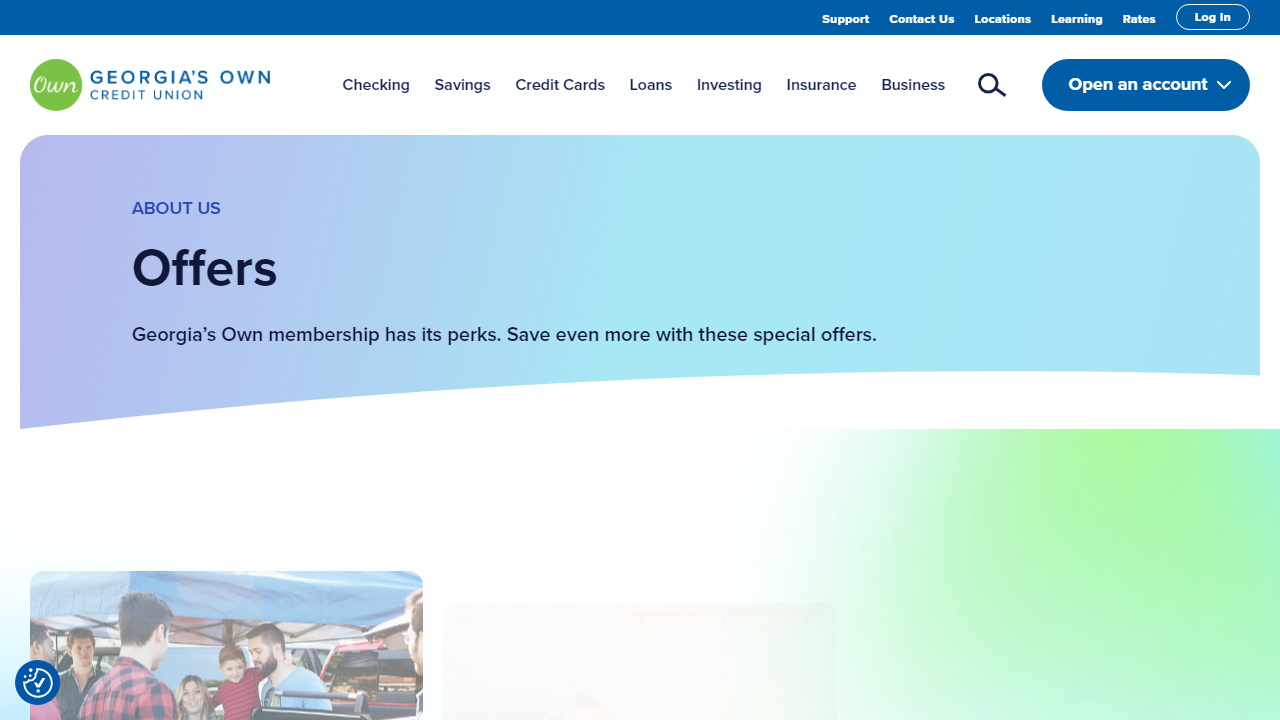 Support Contact Us Locations Learning Rates Log In
Own GEORGIA'S OWN
CREDIT UNION
Checking Savings Credit Cards Loans Investing Insurance Business Open an account
ABOUT US
Offers
Georgia’s Own membership has its perks. Save even more with these special offers.